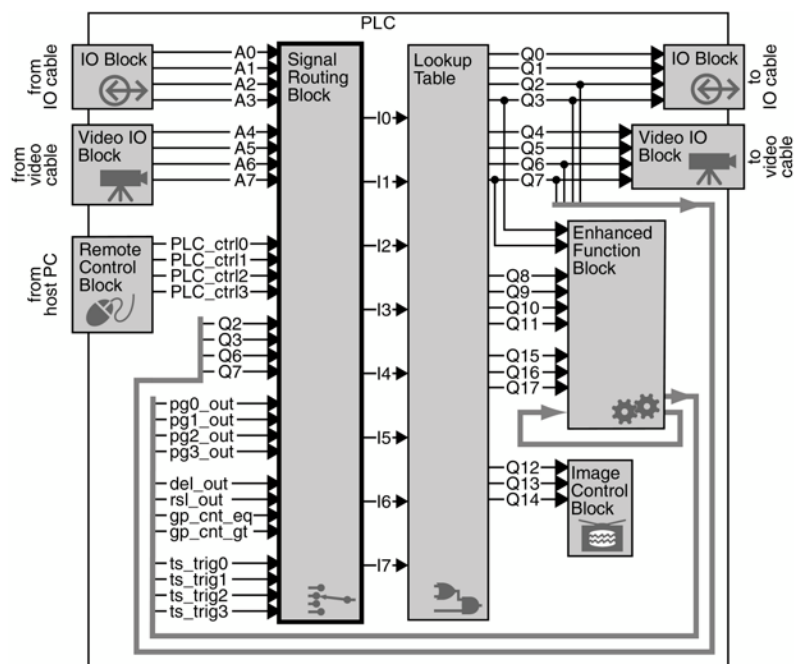 PLC
from
IO cable
IO Block
A0
A1
A2
A3
from
video
cable
Video IO
Block
A4
A5
A6
A7
from
host PC
Remote
Control
Block
PLC_ctrl0
PLC_ctrl1
PLC_ctrl2
PLC_ctrl3
Q2
Q3
Q6
Q7
pg0_out
pg1_out
pg2_out
pg3_out
del_out
rsl_out
gp_cnt_eq
gp_cnt_gt
ts_trig0
ts_trig1
ts_trig2
ts_trig3
Signal
Routing
Block
I0
I1
I2
I3
I4
I5
I6
I7
Lookup
Table
Q0
Q1
Q2
Q3
Q4
Q5
Q6
Q7
Q8
Q9
Q10
Q11
Q15
Q16
Q17
Q12
Q13
Q14
IO Block
to
IO cable
Video IO
Block
to
video cable
Enhanced
Function
Block
Image
Control
Block